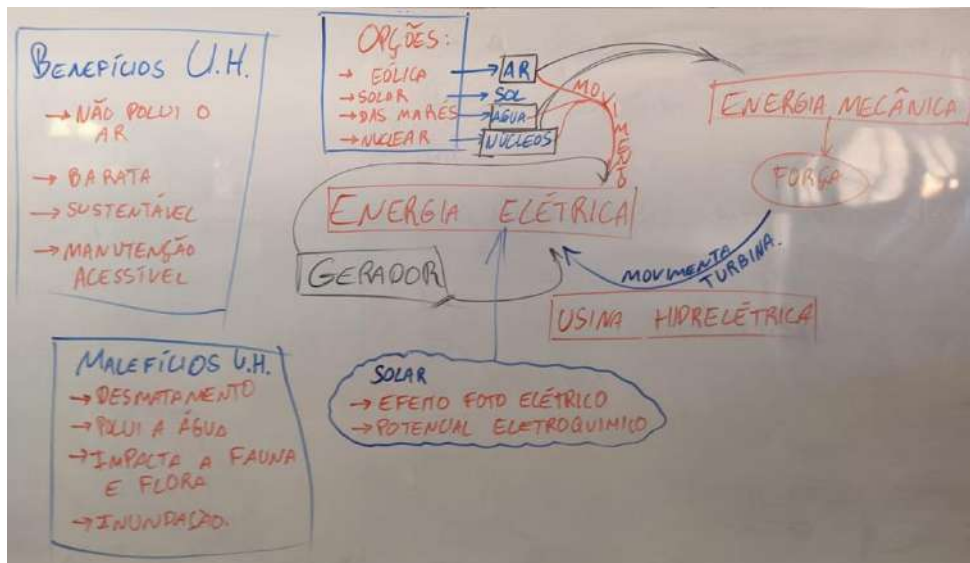 BENEFÍCIOS U.H.
→ NÃO POLUI O
AR
→ BARATA
→ SUSTENTÁVEL
→ MANUTENÇÃO
ACESSÍVEL
MALEFÍCIOS U.H.
→ DESMATAMENTO
→ POLUI A ÁGUA
→ IMPACTA A FAUNA
E FLORA
→ INUNDAÇÃO.
OPÇÕES:
→ EÓLICA → AR
→ SOLAR → SOL
→ DAS MARÉS → ÁGUA
→ NUCLEAR → NÚCLEOS
MOVIMENTO
ENERGIA ELÉTRICA
GERADOR
ENERGIA MECÂNICA
FORÇA
MOVIMENTA
TURBINA.
USINA HIDRELÉTRICA
SOLAR
→ EFEITO FOTO ELÉTRICO
→ POTENCIAL ELETROQUIMICO